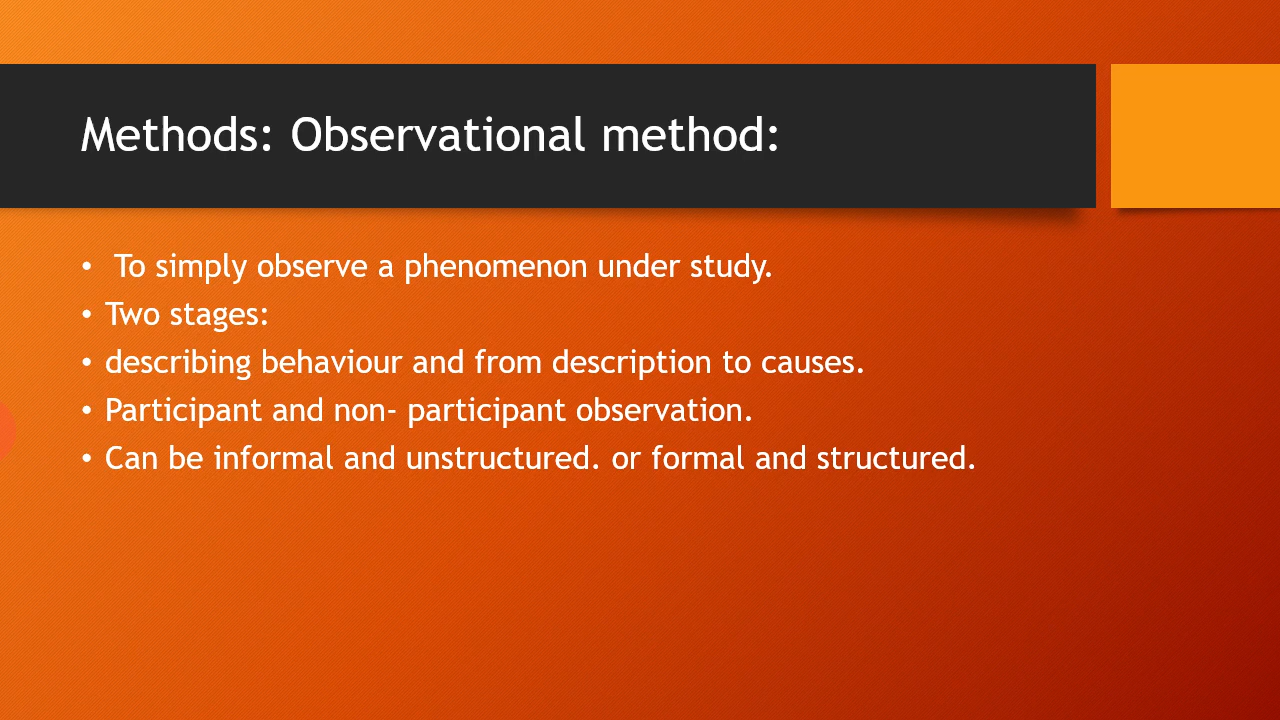 Methods: Observational method:
• To simply observe a phenomenon under study.
• Two stages:
• describing behaviour and from description to causes.
• Participant and non- participant observation.
• Can be informal and unstructured. or formal and structured.